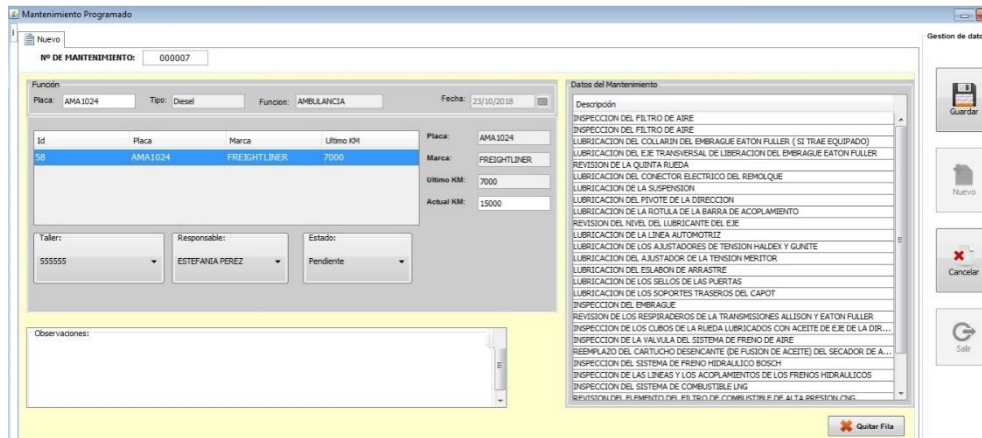 Mantenimiento Programado
Nuevo
Gestion de dato
Nº DE MANTENIMIENTO: 000007
Función
Placa: AMA1024 Tipo: Diesel Funcion: AMBULANCIA Fecha: 23/10/2018
Id Placa Marca Ultimo KM
58 AMA1024 FREIGHTLINER 7000
Placa: AMA1024
Marca: FREIGHTLINER
Ultimo KM: 7000
Actual KM: 15000
Taller: Responsable: Estado:
555555 ESTEFANIA PEREZ Pendiente
Observaciones:
Datos del Mantenimiento
Descripción
INSPECCION DEL FILTRO DE AIRE
INSPECCION DEL FILTRO DE AIRE
LUBRICACION DEL COLLARIN DEL EMBRAGUE EATON FULLER ( SI TRAE EQUIPADO)
LUBRICACION DEL EJE TRANSVERSAL DE LIBERACION DEL EMBRAGUE EATON FULLER
REVISION DE LA QUINTA RUEDA
LUBRICACION DEL CONECTOR ELECTRICO DEL REMOLQUE
LUBRICACION DE LA SUSPENSION
LUBRICACION DEL PIVOTE DE LA DIRECCION
LUBRICACION DE LA ROTULA DE LA BARRA DE ACOPLAMIENTO
REVISION DEL NIVEL DEL LUBRICANTE DEL EJE
LUBRICACION DE LA LINEA AUTOMOTRIZ
LUBRICACION DE LOS AJUSTADORES DE TENSION HALDEX Y GUNITE
LUBRICACION DEL AJUSTADOR DE LA TENSION MERITOR
LUBRICACION DEL ESLABON DE ARRASTRE
LUBRICACION DE LOS SELLOS DE LAS PUERTAS
LUBRICACION DE LOS SOPORTES TRASEROS DEL CAPOT
INSPECCION DEL EMBRAGUE
REVISION DE LOS RESPIRADEROS DE LA TRANSMISIONES ALLISON Y EATON FULLER
INSPECCION DE LOS CUBOS DE LA RUEDA LUBRICADOS CON ACEITE DE EJE DE LA DIR...
INSPECCION DE LA VALVULA DEL SISTEMA DE FRENO DE AIRE
REEMPLAZO DEL CARTUCHO DESENCANTE (DE FUSION DE ACEITE) DEL SECADOR DE A...
INSPECCION DEL SISTEMA DE FRENO HIDRAULICO BOSCH
INSPECCION DE LAS LINEAS Y LOS ACOPLAMIENTOS DE LOS FRENOS HIDRAULICOS
INSPECCION DEL SISTEMA DE COMBUSTIBLE LNG
REVISION DEL ELEMENTO DEL FILTRO DE COMBUSTIBLE DE ALTA PRESION CNG
Quitar Fila
Guardar
Nuevo
Cancelar
Salir